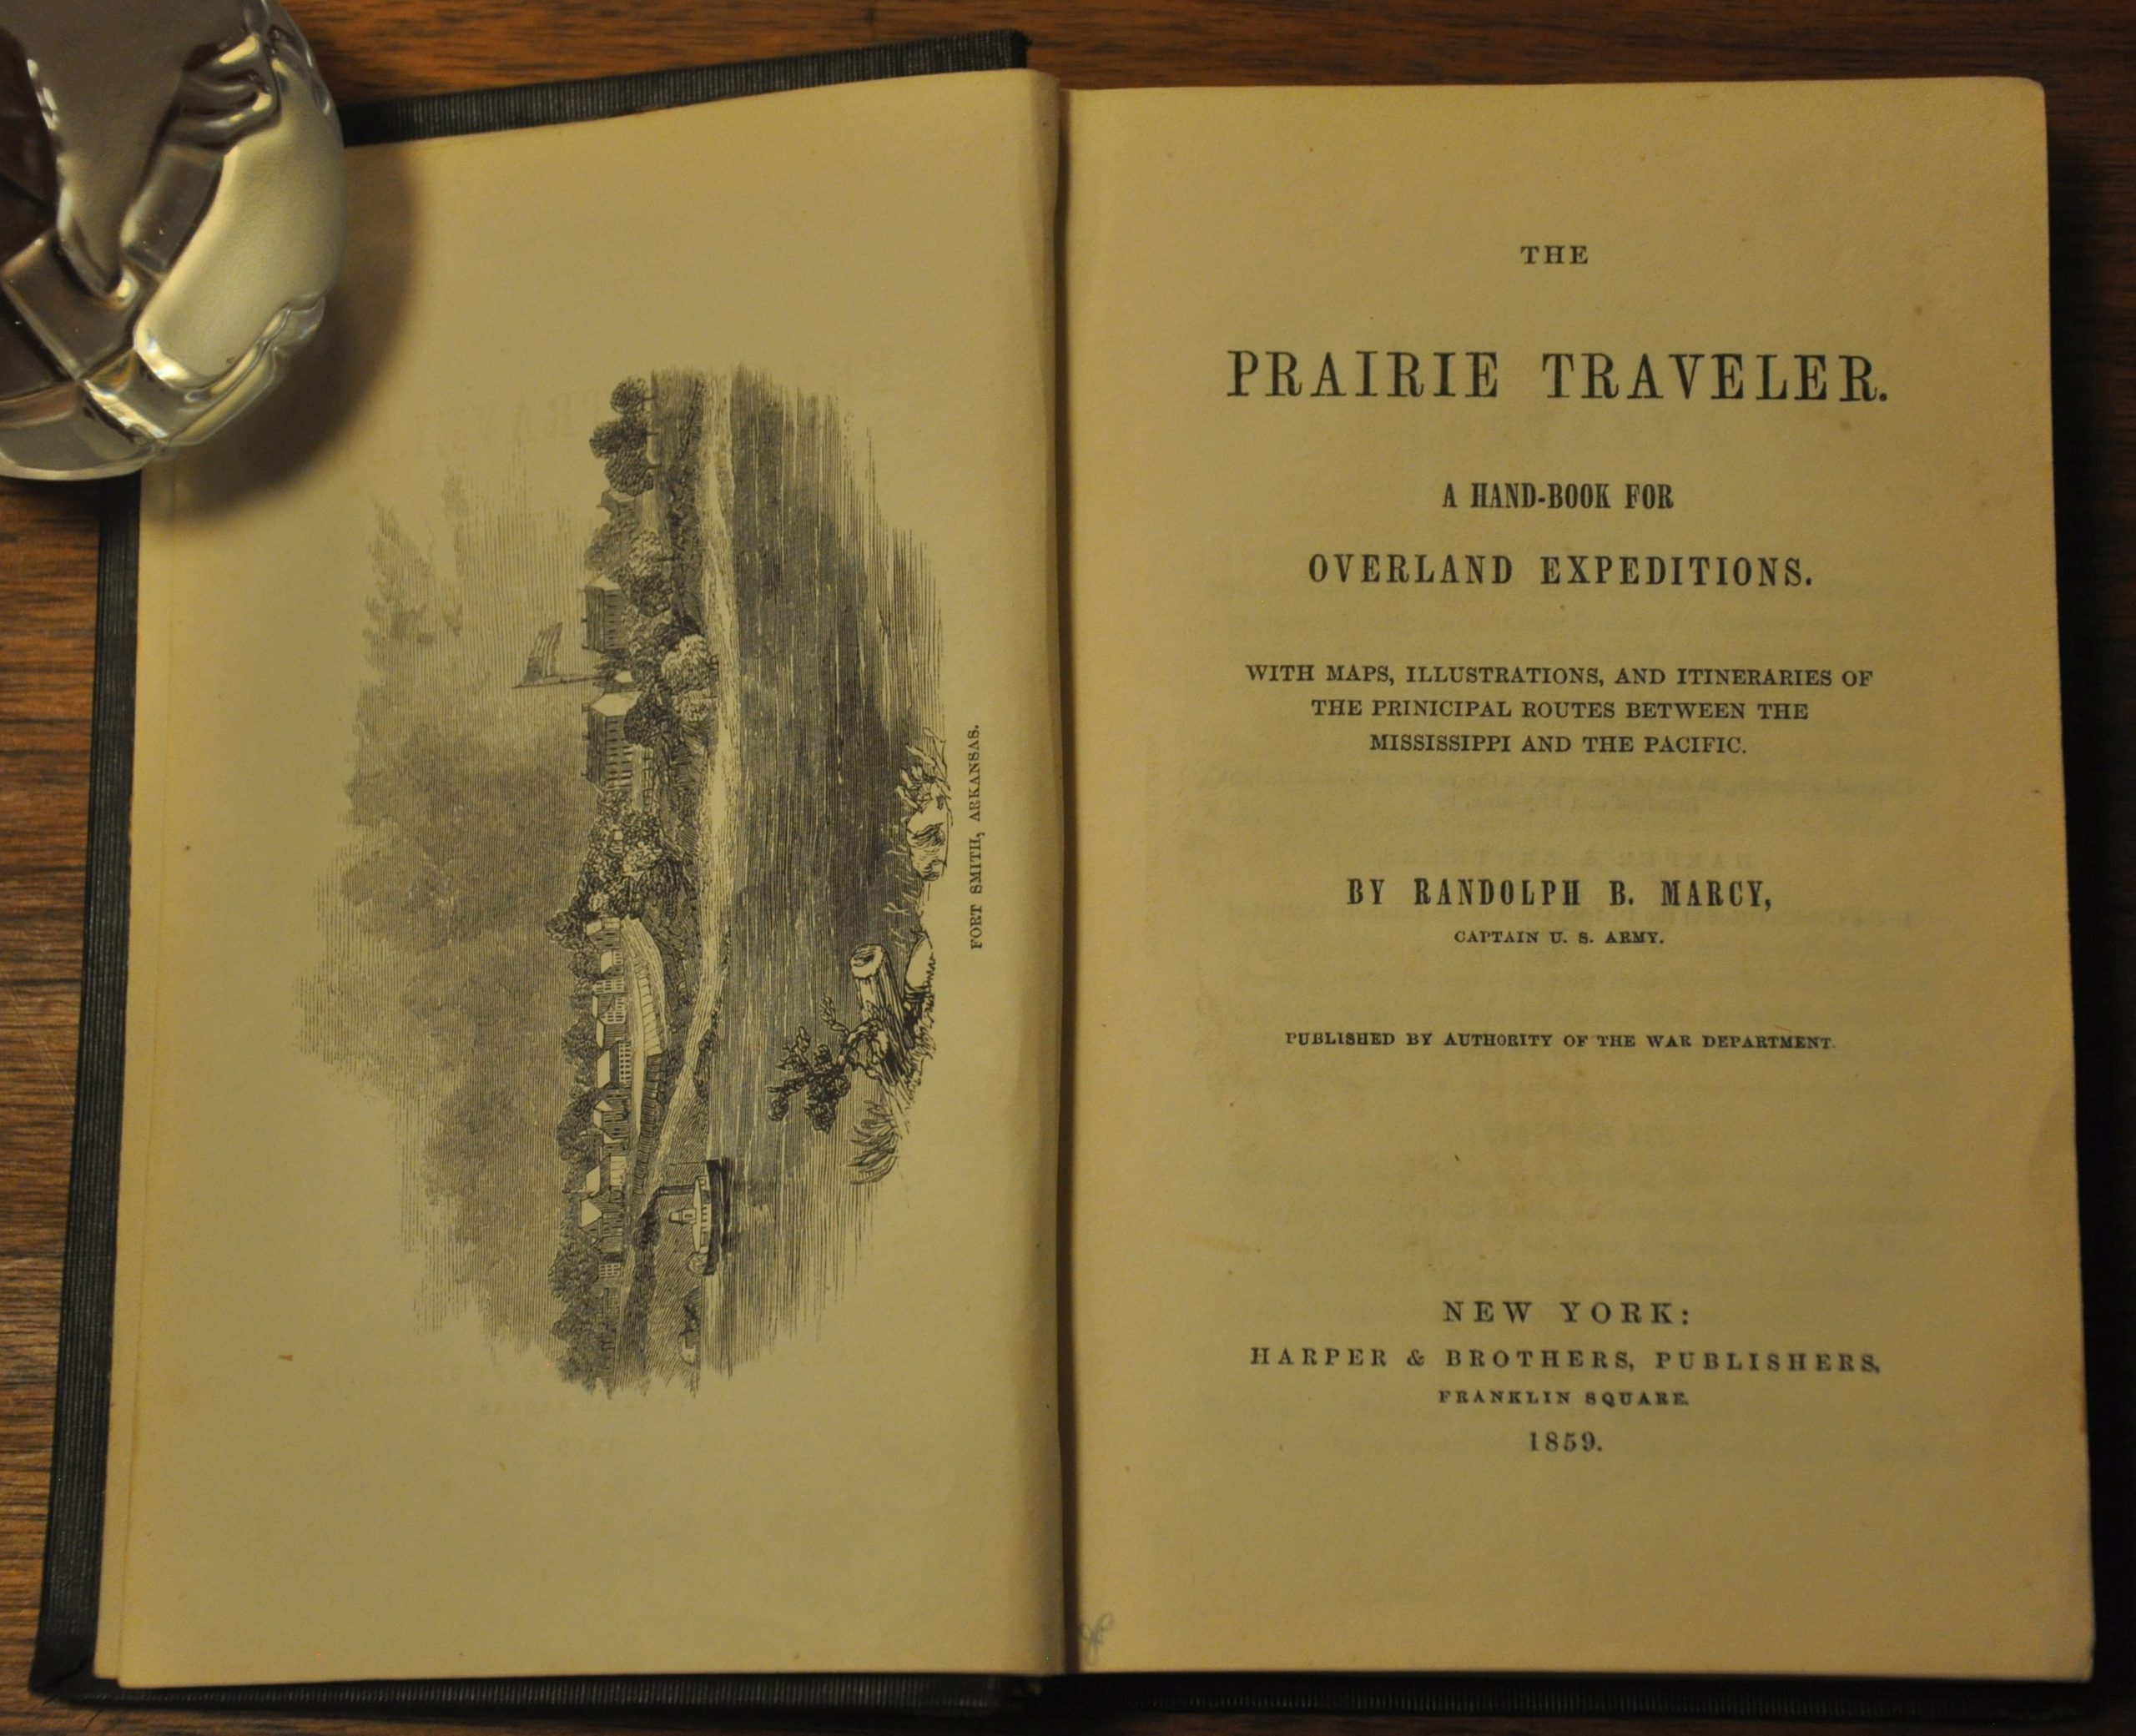 FORT SMITH, ARKANSAS.
THE
PRAIRIE TRAVELER.
A HAND-BOOK FOR
OVERLAND EXPEDITIONS.
WITH MAPS, ILLUSTRATIONS, AND ITINERARIES OF
THE PRINICIPAL ROUTES BETWEEN THE
MISSISSIPPI AND THE PACIFIC.
BY RANDOLPH B. MARCY,
CAPTAIN U. S. ARMY.
PUBLISHED BY AUTHORITY OF THE WAR DEPARTMENT.
NEW YORK:
HARPER & BROTHERS, PUBLISHERS,
FRANKLIN SQUARE.
1859.